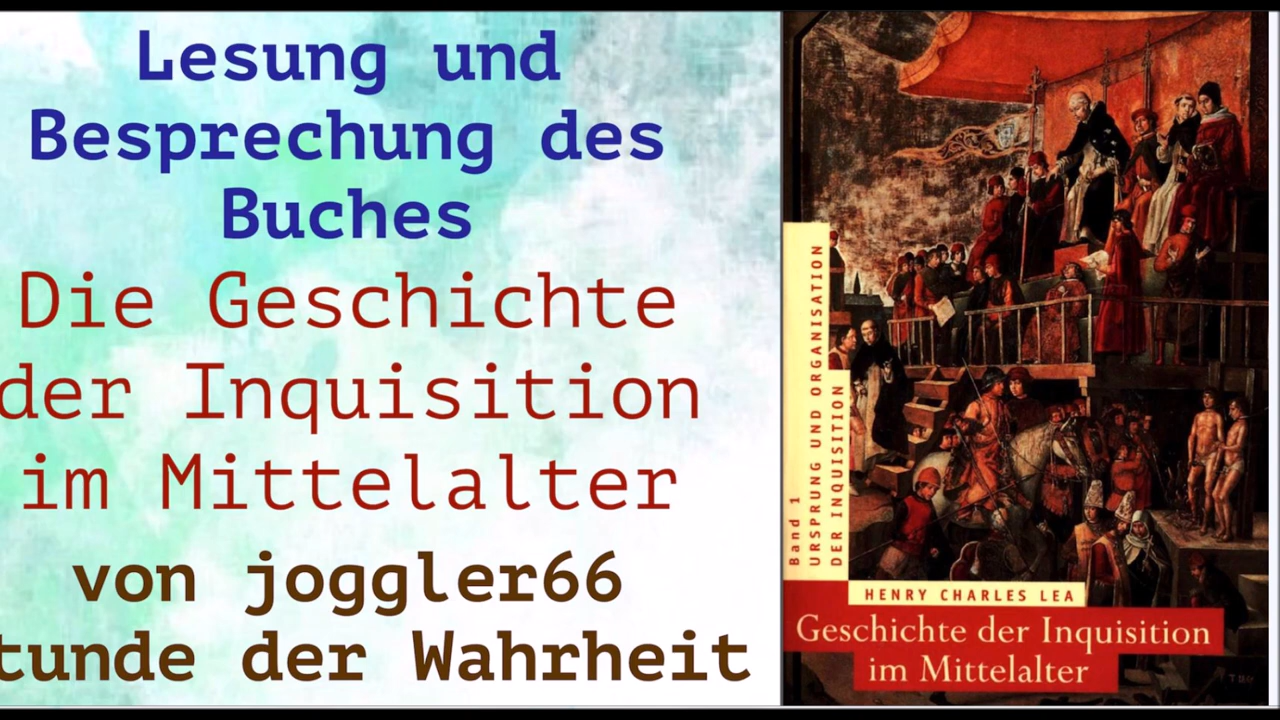 Lesung und
Besprechung des
Buches
Die Geschichte
der Inquisition
im Mittelalter
von joggler66
tunde der Wahrheit
Band 1
URSPRUNG UND ORGANISATION
DER INQUISITION
HENRY CHARLES LEA
Geschichte der Inquisition
im Mittelalter